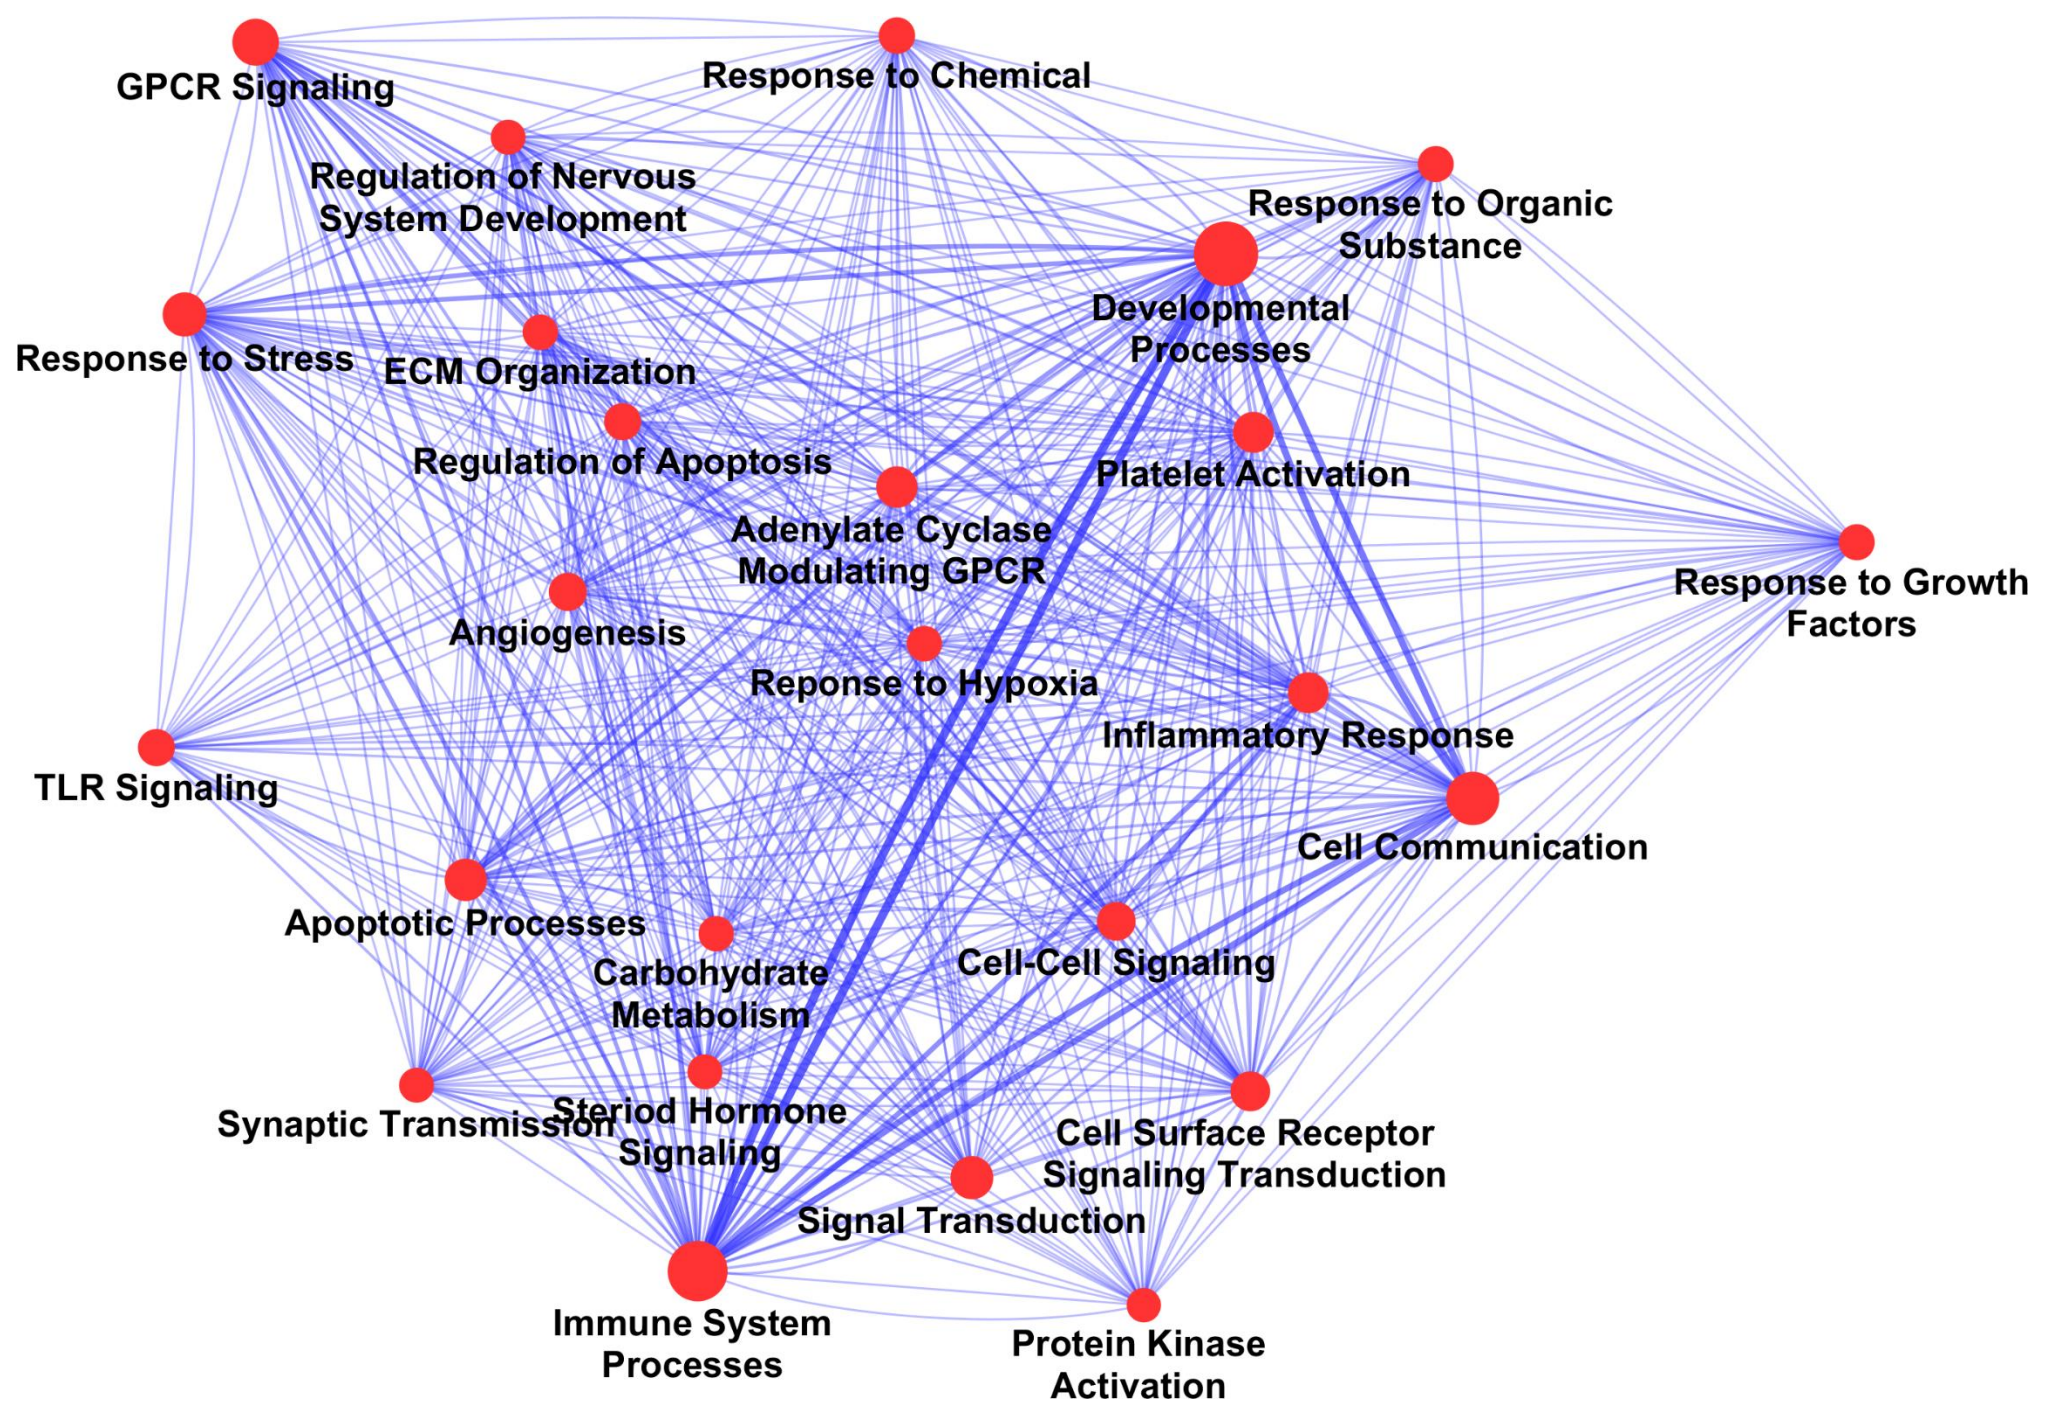 GPCR Signaling
Response to Chemical
Regulation of Nervous
System Development
Response to Organic
Substance
Response to Stress
ECM Organization
Developmental
Processes
Regulation of Apoptosis
Platelet Activation
Adenylate Cyclase
Modulating GPCR
Response to Growth
Factors
Angiogenesis
Reponse to Hypoxia
Inflammatory Response
TLR Signaling
Cell Communication
Apoptotic Processes
Carbohydrate
Metabolism
Cell-Cell Signaling
Synaptic Transmission
Steriod Hormone
Signaling
Cell Surface Receptor
Signaling Transduction
Signal Transduction
Immune System
Processes
Protein Kinase
Activation